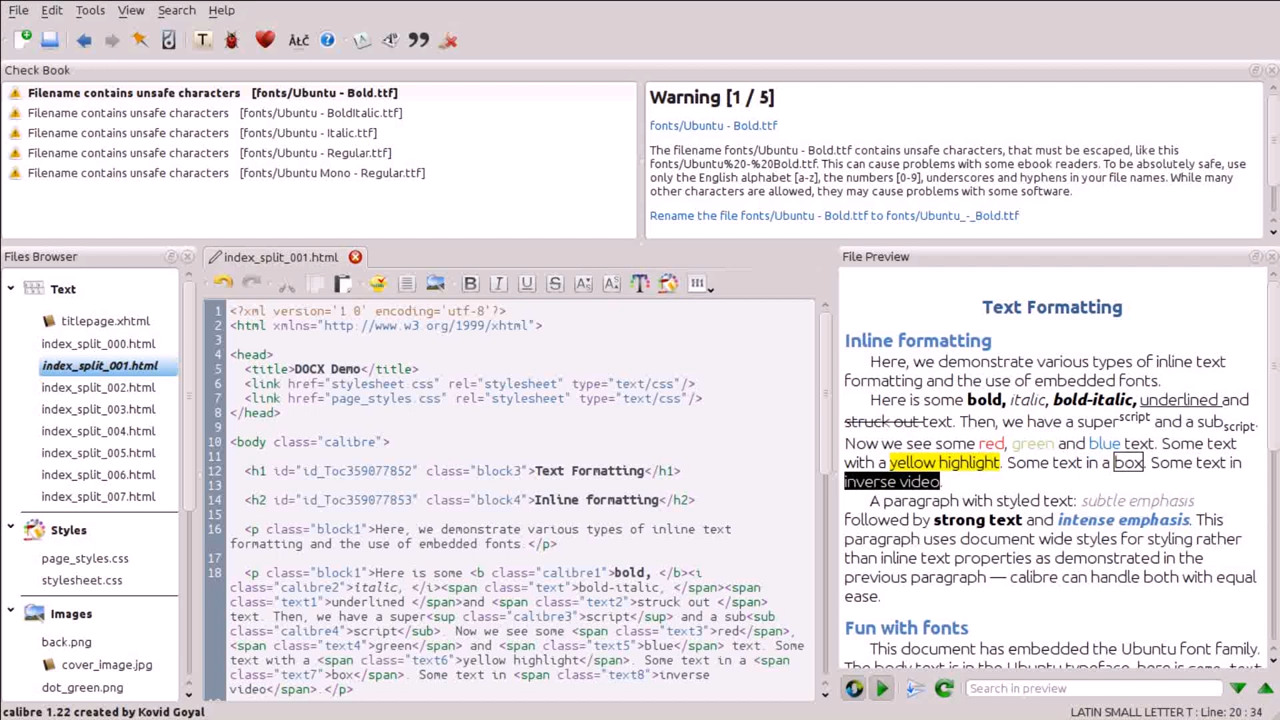 File Edit Tools View Search Help
Check Book
Filename contains unsafe characters [fonts/Ubuntu - Bold.ttf]
Filename contains unsafe characters [fonts/Ubuntu - BoldItalic.ttf]
Filename contains unsafe characters [fonts/Ubuntu - Italic.ttf]
Filename contains unsafe characters [fonts/Ubuntu - Regular.ttf]
Filename contains unsafe characters [fonts/Ubuntu Mono - Regular.ttf]
Warning [1 / 5]
fonts/Ubuntu - Bold.ttf
The filename fonts/Ubuntu - Bold.ttf contains unsafe characters, that must be escaped, like this
fonts/Ubuntu%20-%20Bold.ttf. This can cause problems with some ebook readers. To be absolutely safe, use
only the English alphabet [a-z], the numbers [0-9], underscores and hyphens in your file names. While many
other characters are allowed, they may cause problems with some software.
Rename the file fonts/Ubuntu - Bold.ttf to fonts/Ubuntu_-_Bold.ttf
Files Browser
Text
titlepage.xhtml
index_split_000.html
index_split_001.html
index_split_002.html
index_split_003.html
index_split_004.html
index_split_005.html
index_split_006.html
index_split_007.html
Styles
page_styles.css
stylesheet.css
Images
back.png
cover_image.jpg
dot_green.png
index_split_001.html
1 <?xml version='1.0' encoding='utf-8'?>
2 <html xmlns="http://www.w3.org/1999/xhtml">
3
4 <head>
5 <title>DOCX Demo</title>
6 <link href="stylesheet.css" rel="stylesheet" type="text/css"/>
7 <link href="page_styles.css" rel="stylesheet" type="text/css"/>
8 </head>
9
10 <body class="calibre">
11
12 <h1 id="id_Toc359077852" class="block3">Text Formatting</h1>
13
14 <h2 id="id_Toc359077853" class="block4">Inline formatting</h2>
15
16 <p class="block1">Here, we demonstrate various types of inline text
formatting and the use of embedded fonts.</p>
17
18 <p class="block1">Here is some <b class="calibre1">bold, </b><i
class="calibre2">italic, </i><span class="text">bold-italic, </span><span
class="text1">underlined </span>and <span class="text2">struck out </span>
text. Then, we have a super<sup class="calibre3">script</sup> and a sub<sub
class="calibre4">script</sub>. Now we see some <span class="text3">red</span>,
<span class="text4">green</span> and <span class="text5">blue</span> text. Some
text with a <span class="text6">yellow highlight</span>. Some text in a <span
class="text7">box</span>. Some text in <span class="text8">inverse
video</span>.</p>
File Preview
Text Formatting
Inline formatting
Here, we demonstrate various types of inline text
formatting and the use of embedded fonts.
Here is some bold, italic, bold-italic, underlined and
struck out text. Then, we have a superscript and a subscript.
Now we see some red, green and blue text. Some text
with a yellow highlight. Some text in a box. Some text in
inverse video.
A paragraph with styled text: subtle emphasis
followed by strong text and intense emphasis. This
paragraph uses document wide styles for styling rather
than inline text properties as demonstrated in the
previous paragraph — calibre can handle both with equal
ease.
Fun with fonts
This document has embedded the Ubuntu font family.
The body text is in the Ubuntu typeface, here is some text
Search in preview
calibre 1.22 created by Kovid Goyal
LATIN SMALL LETTER T : Line: 20 : 34